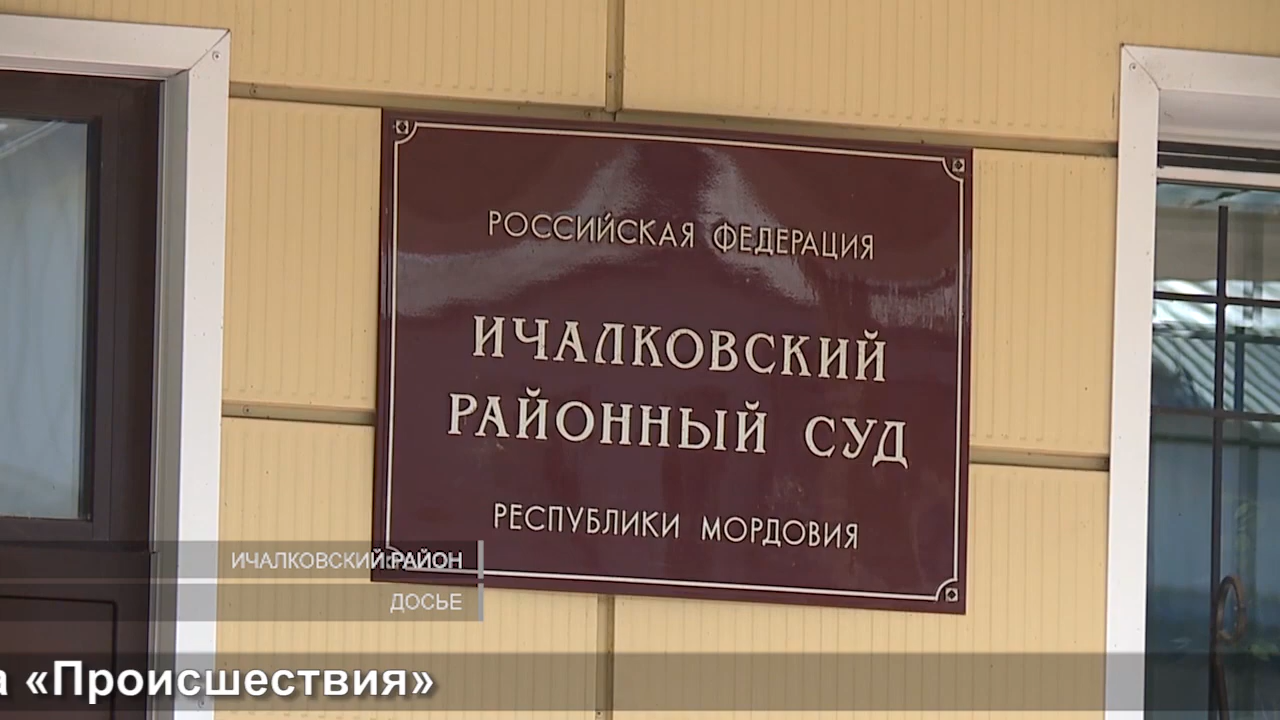 РОССИЙСКАЯ ФЕДЕРАЦИЯ
ИЧАЛКОВСКИЙ
РАЙОННЫЙ СУД
РЕСПУБЛИКИ МОРДОВИЯ
ИЧАЛКОВСКИЙ РАЙОН
ДОСЬЕ
а «Происшествия»